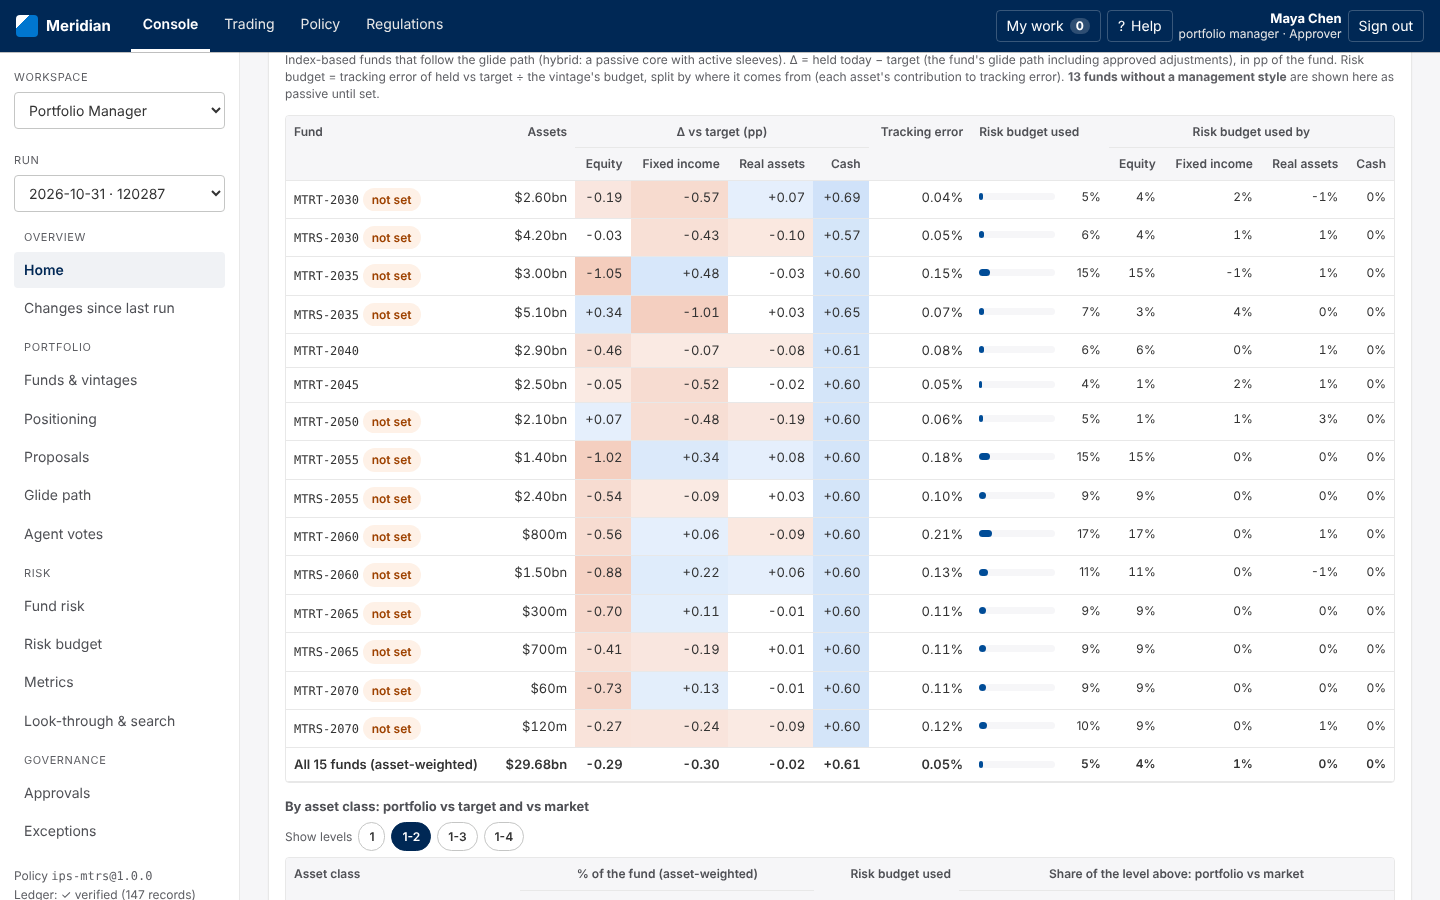 Meridian
Console
Trading
Policy
Regulations
My work 0
? Help
Maya Chen
portfolio manager · Approver
Sign out
WORKSPACE
Portfolio Manager
RUN
2026-10-31 · 120287
OVERVIEW
Home
Changes since last run
PORTFOLIO
Funds & vintages
Positioning
Proposals
Glide path
Agent votes
RISK
Fund risk
Risk budget
Metrics
Look-through & search
GOVERNANCE
Approvals
Exceptions
Policy ips-mtrs@1.0.0
Ledger: ✓ verified (147 records)
Index-based funds that follow the glide path (hybrid: a passive core with active sleeves). Δ = held today − target (the fund's glide path including approved adjustments), in pp of the fund. Risk
budget = tracking error of held vs target ÷ the vintage's budget, split by where it comes from (each asset's contribution to tracking error). 13 funds without a management style are shown here as
passive until set.
Fund Assets Δ vs target (pp) Tracking error Risk budget used Risk budget used by
Equity Fixed income Real assets Cash Equity Fixed income Real assets Cash
MTRT-2030 not set $2.60bn -0.19 -0.57 +0.07 +0.69 0.04% 5% 4% 2% -1% 0%
MTRS-2030 not set $4.20bn -0.03 -0.43 -0.10 +0.57 0.05% 6% 4% 1% 1% 0%
MTRT-2035 not set $3.00bn -1.05 +0.48 -0.03 +0.60 0.15% 15% 15% -1% 1% 0%
MTRS-2035 not set $5.10bn +0.34 -1.01 +0.03 +0.65 0.07% 7% 3% 4% 0% 0%
MTRT-2040 $2.90bn -0.46 -0.07 -0.08 +0.61 0.08% 6% 6% 0% 1% 0%
MTRT-2045 $2.50bn -0.05 -0.52 -0.02 +0.60 0.05% 4% 1% 2% 1% 0%
MTRT-2050 not set $2.10bn +0.07 -0.48 -0.19 +0.60 0.06% 5% 1% 1% 3% 0%
MTRT-2055 not set $1.40bn -1.02 +0.34 +0.08 +0.60 0.18% 15% 15% 0% 0% 0%
MTRS-2055 not set $2.40bn -0.54 -0.09 +0.03 +0.60 0.10% 9% 9% 0% 0% 0%
MTRT-2060 not set $800m -0.56 +0.06 -0.09 +0.60 0.21% 17% 17% 0% 1% 0%
MTRS-2060 not set $1.50bn -0.88 +0.22 +0.06 +0.60 0.13% 11% 11% 0% -1% 0%
MTRT-2065 not set $300m -0.70 +0.11 -0.01 +0.60 0.11% 9% 9% 0% 0% 0%
MTRS-2065 not set $700m -0.41 -0.19 +0.01 +0.60 0.11% 9% 9% 0% 0% 0%
MTRT-2070 not set $60m -0.73 +0.13 -0.01 +0.60 0.11% 9% 9% 0% 0% 0%
MTRS-2070 not set $120m -0.27 -0.24 -0.09 +0.60 0.12% 10% 9% 0% 1% 0%
All 15 funds (asset-weighted) $29.68bn -0.29 -0.30 -0.02 +0.61 0.05% 5% 4% 1% 0% 0%
By asset class: portfolio vs target and vs market
Show levels 1 1-2 1-3 1-4
Asset class % of the fund (asset-weighted) Risk budget used Share of the level above: portfolio vs market